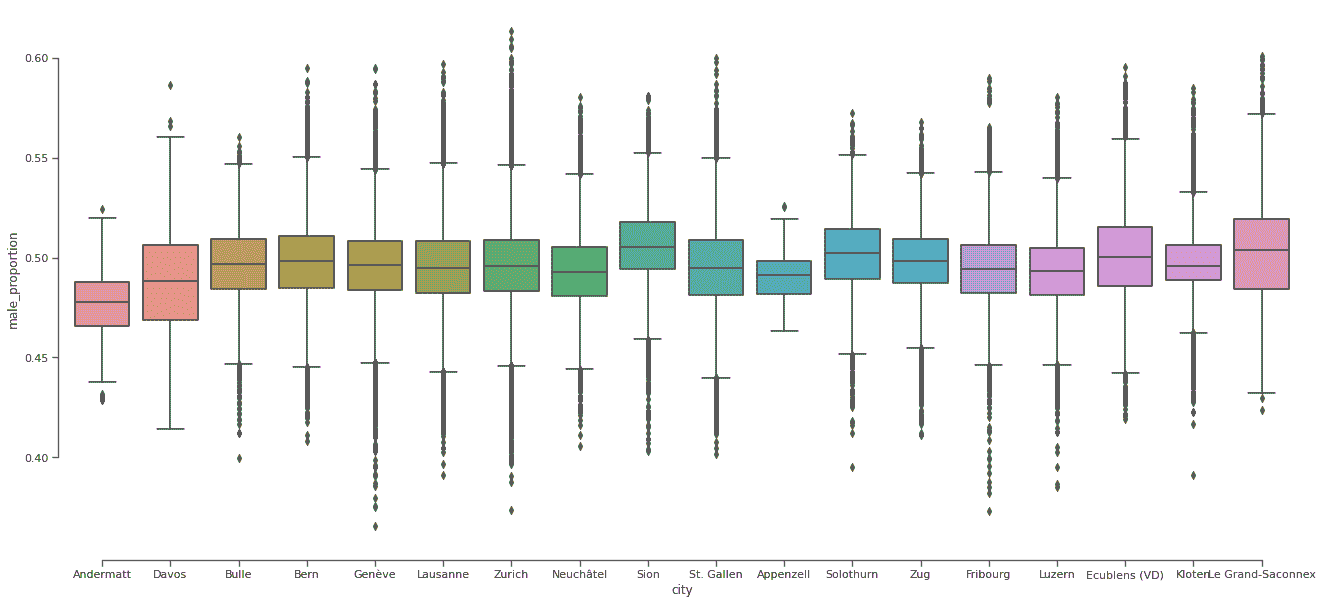 0.60
0.55
0.50
0.45
0.40
male_proportion
Andermatt Davos Bulle Bern Genève Lausanne Zurich Neuchâtel Sion St. Gallen Appenzell Solothurn Zug Fribourg Luzern Ecublens (VD) Kloten Le Grand-Saconnex
city